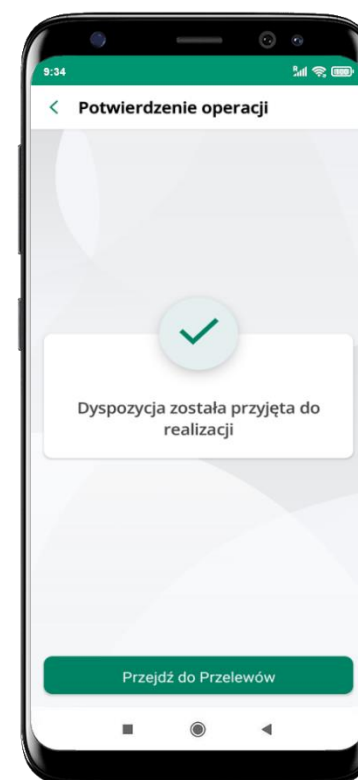 9:34
Potwierdzenie operacji
Dyspozycja została przyjęta do
realizacji
Przejdź do Przelewów